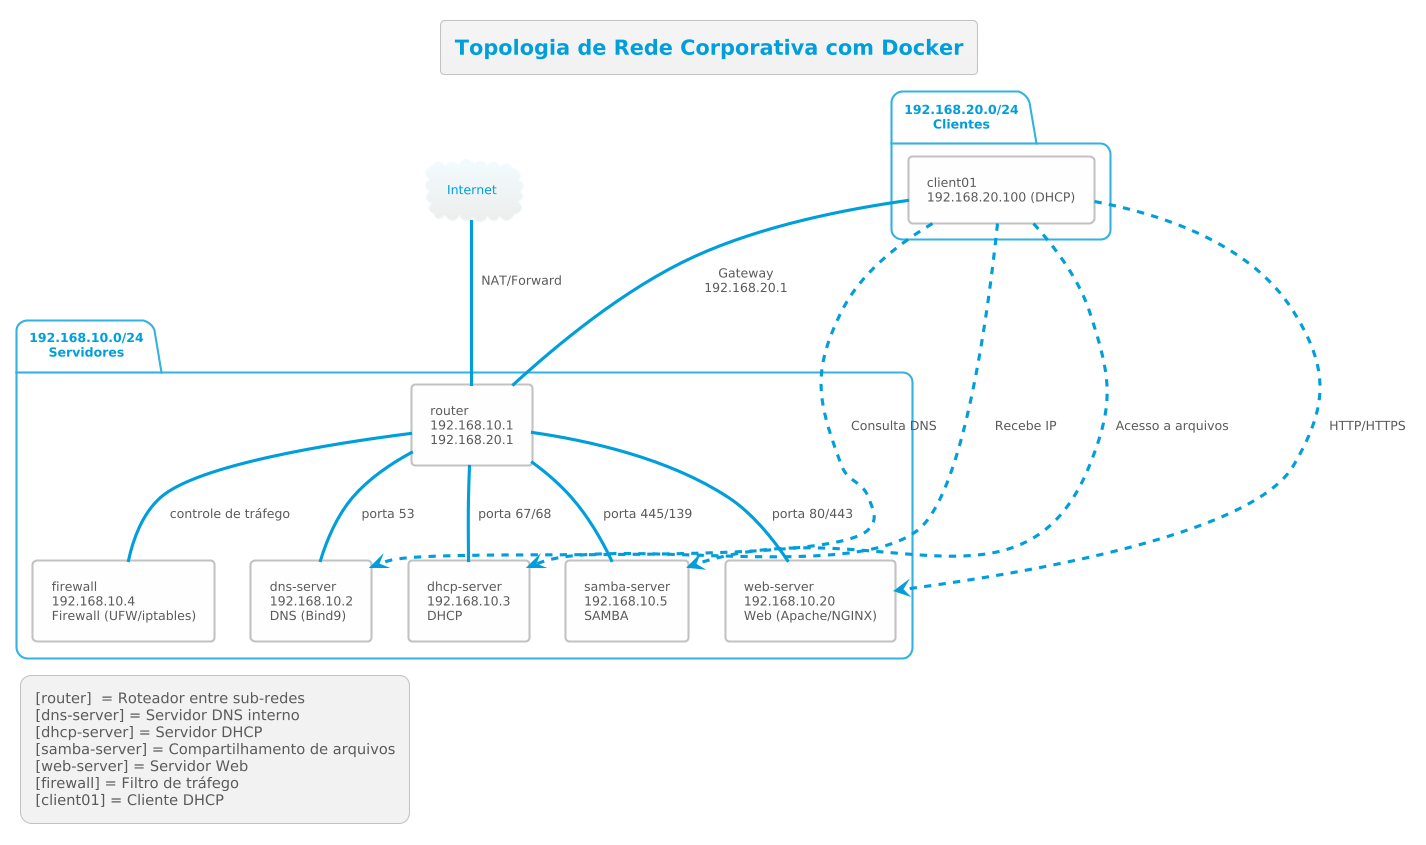 Topologia de Rede Corporativa com Docker
192.168.20.0/24
Clientes
client01
192.168.20.100 (DHCP)
Internet
NAT/Forward
Gateway
192.168.20.1
192.168.10.0/24
Servidores
router
192.168.10.1
192.168.20.1
Consulta DNS
Recebe IP
Acesso a arquivos
HTTP/HTTPS
controle de tráfego
porta 53
porta 67/68
porta 445/139
porta 80/443
firewall
192.168.10.4
Firewall (UFW/iptables)
dns-server
192.168.10.2
DNS (Bind9)
dhcp-server
192.168.10.3
DHCP
samba-server
192.168.10.5
SAMBA
web-server
192.168.10.20
Web (Apache/NGINX)
[router]  = Roteador entre sub-redes
[dns-server] = Servidor DNS interno
[dhcp-server] = Servidor DHCP
[samba-server] = Compartilhamento de arquivos
[web-server] = Servidor Web
[firewall] = Filtro de tráfego
[client01] = Cliente DHCP